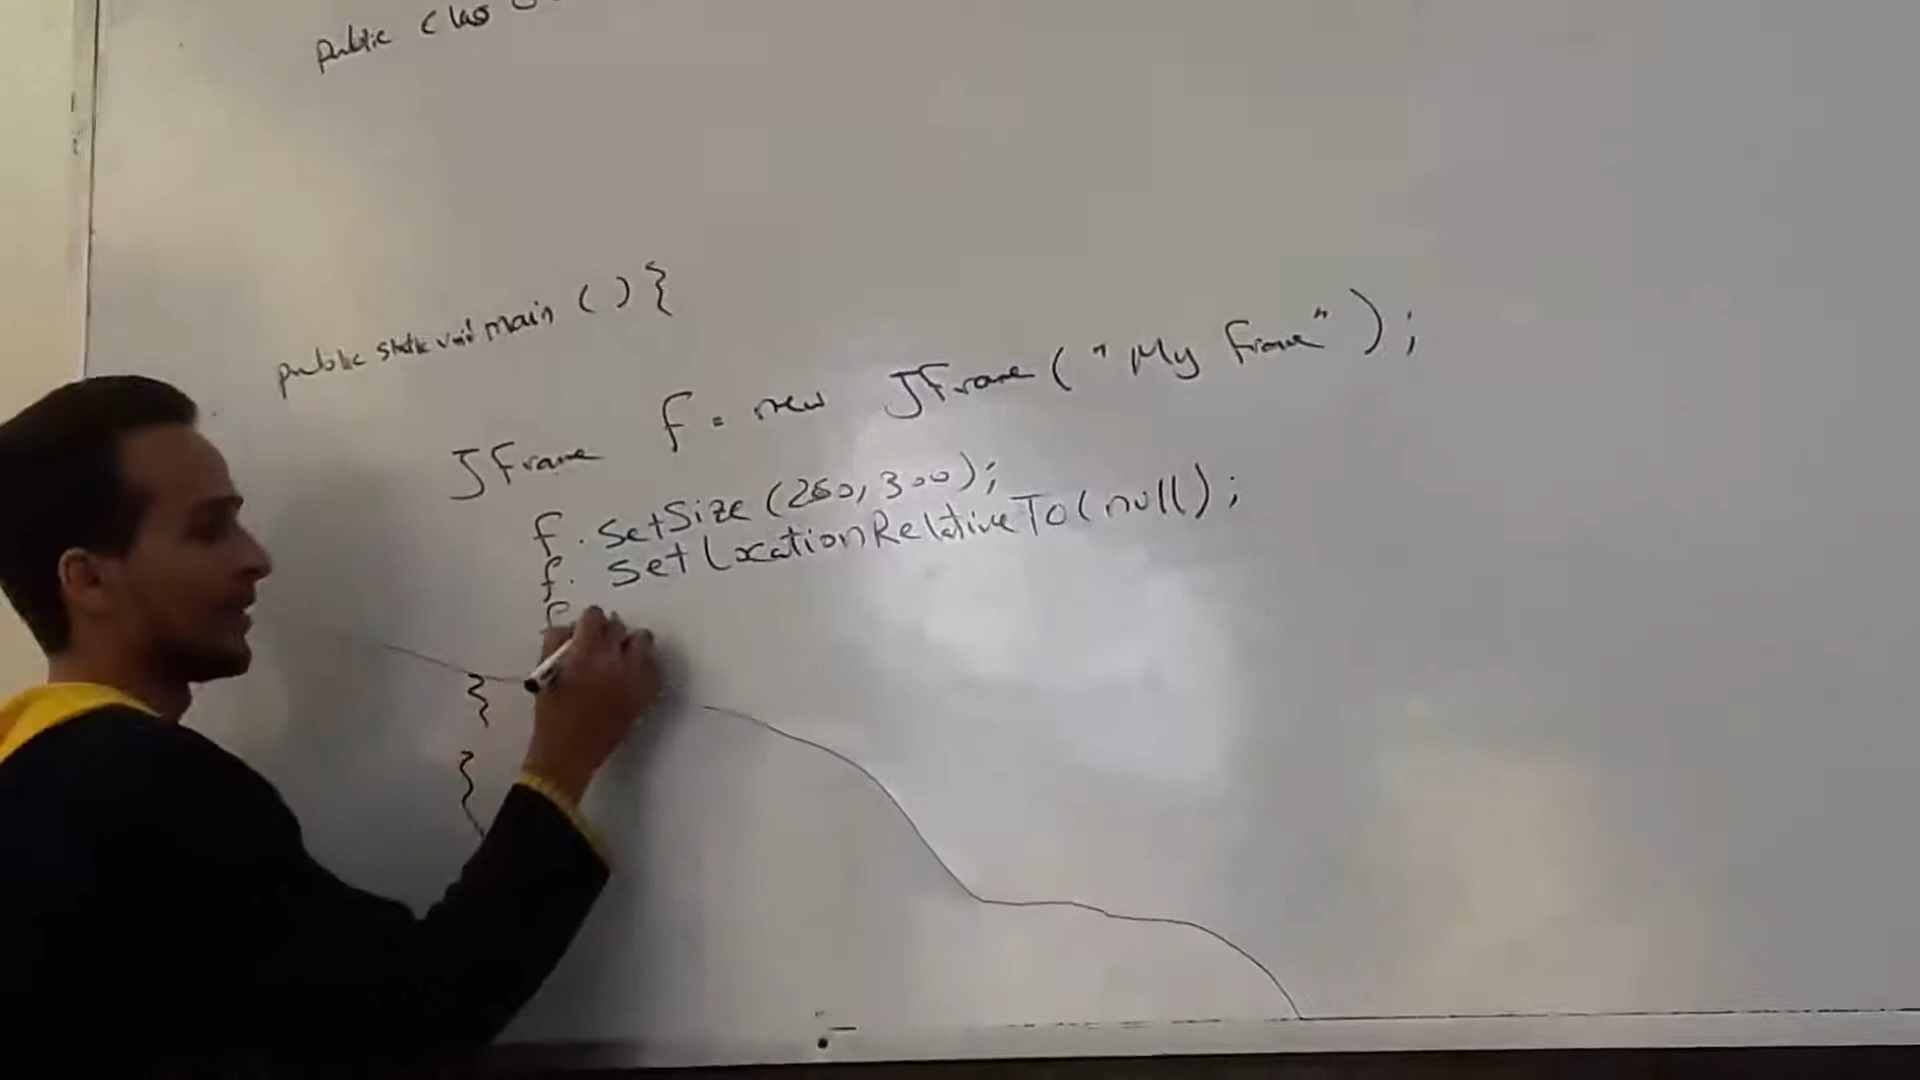 public class
public static void main ( ) {
JFrame f = new JFrame ( "My Frame" ) ;
f . setSize (250, 300);
f . setLocationRelativeTo (null) ;
f
}
}